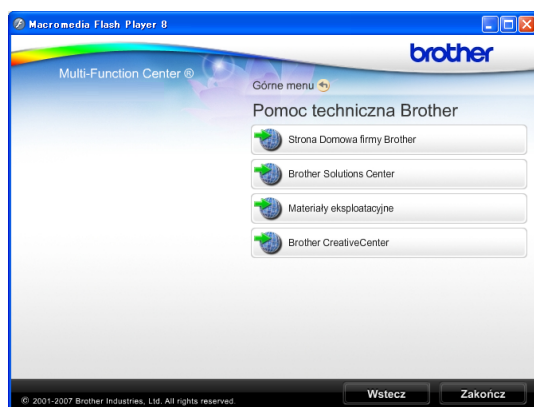 Macromedia Flash Player 8
brother
Multi-Function Center ®
Górne menu
Pomoc techniczna Brother
Strona Domowa firmy Brother
Brother Solutions Center
Materiały eksploatacyjne
Brother CreativeCenter
© 2001-2007 Brother Industries, Ltd. All rights reserved.
Wstecz
Zakończ